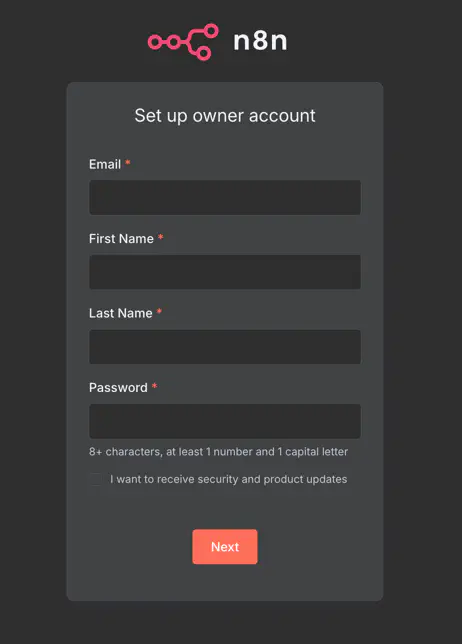 n8n
Set up owner account
Email *
First Name *
Last Name *
Password *
8+ characters, at least 1 number and 1 capital letter
I want to receive security and product updates
Next